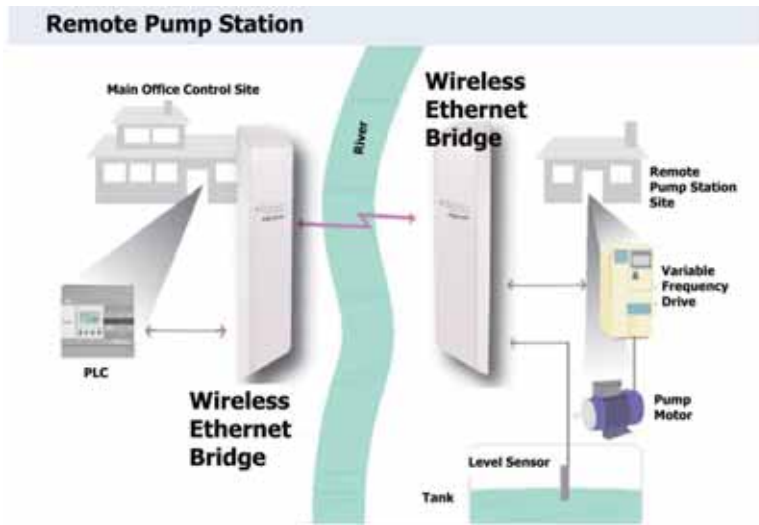 Remote Pump Station
Main Office Control Site
Wireless
Ethernet
Bridge
River
Remote
Pump Station
Site
Variable
Frequency
Drive
PLC
Wireless
Ethernet
Bridge
Pump
Motor
Level Sensor
Tank